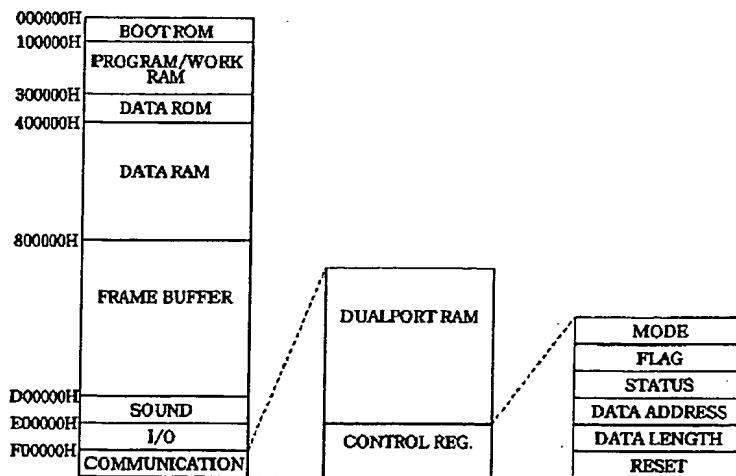 000000H
BOOT ROM
100000H
PROGRAM/WORK
RAM
300000H
DATA ROM
400000H
DATA RAM
800000H
FRAME BUFFER
D00000H
SOUND
E00000H
I/O
F00000H
COMMUNICATION
DUALPORT RAM
CONTROL REG.
MODE
FLAG
STATUS
DATA ADDRESS
DATA LENGTH
RESET